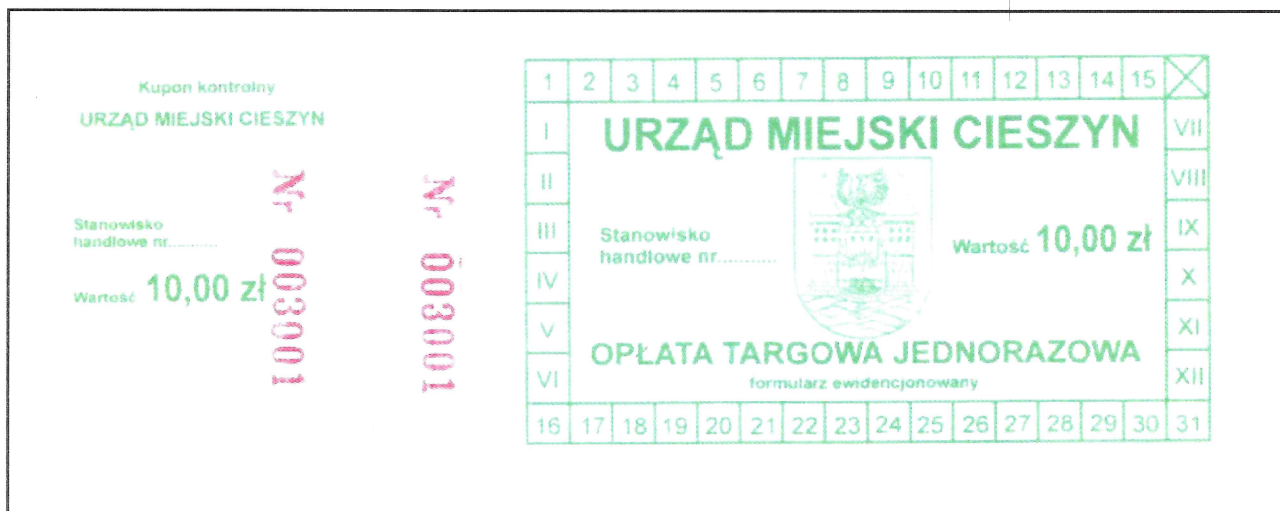 Kupon kontrolny
URZĄD MIEJSKI CIESZYN
Stanowisko
handlowe nr...........
Wartość 10,00 zł
Nr 003001
Nr 003001
1 2 3 4 5 6 7 8 9 10 11 12 13 14 15
I
II
III
IV
V
VI
URZĄD MIEJSKI CIESZYN
Stanowisko
handlowe nr............
Wartość 10,00 zł
OPŁATA TARGOWA JEDNORAZOWA
formularz ewidencjonowany
VII
VIII
IX
X
XI
XII
16 17 18 19 20 21 22 23 24 25 26 27 28 29 30 31